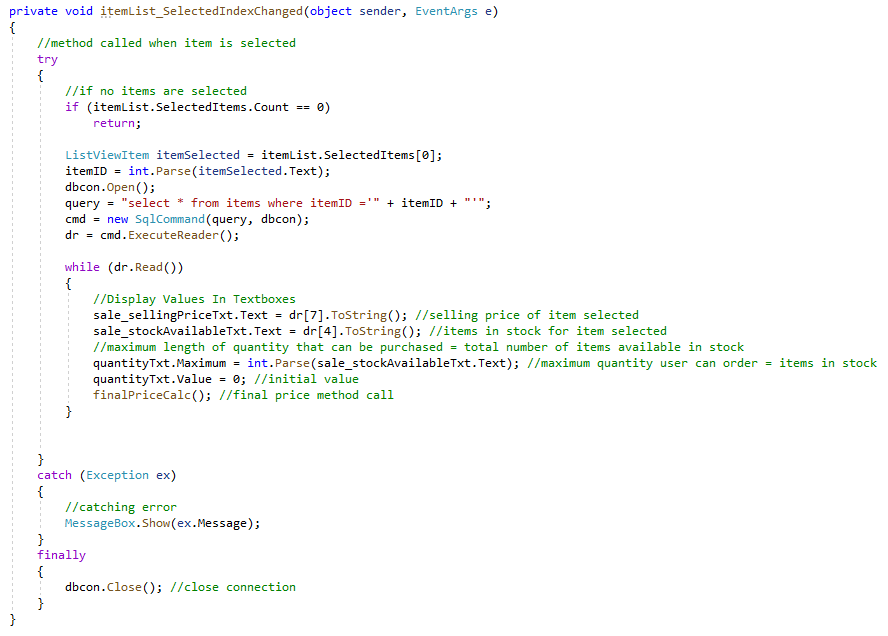 private void itemList_SelectedIndexChanged(object sender, EventArgs e)
{
    //method called when item is selected
    try
    {
        //if no items are selected
        if (itemList.SelectedItems.Count == 0)
            return;

        ListViewItem itemSelected = itemList.SelectedItems[0];
        itemID = int.Parse(itemSelected.Text);
        dbcon.Open();
        query = "select * from items where itemID ='" + itemID + "'";
        cmd = new SqlCommand(query, dbcon);
        dr = cmd.ExecuteReader();

        while (dr.Read())
        {
            //Display Values In Textboxes
            sale_sellingPriceTxt.Text = dr[7].ToString(); //selling price of item selected
            sale_stockAvailableTxt.Text = dr[4].ToString(); //items in stock for item selected
            //maximum length of quantity that can be purchased = total number of items available in stock
            quantityTxt.Maximum = int.Parse(sale_stockAvailableTxt.Text); //maximum quantity user can order = items in stock
            quantityTxt.Value = 0; //initial value
            finalPriceCalc(); //final price method call
        }


    }
    catch (Exception ex)
    {
        //catching error
        MessageBox.Show(ex.Message);
    }
    finally
    {
        dbcon.Close(); //close connection
    }
}